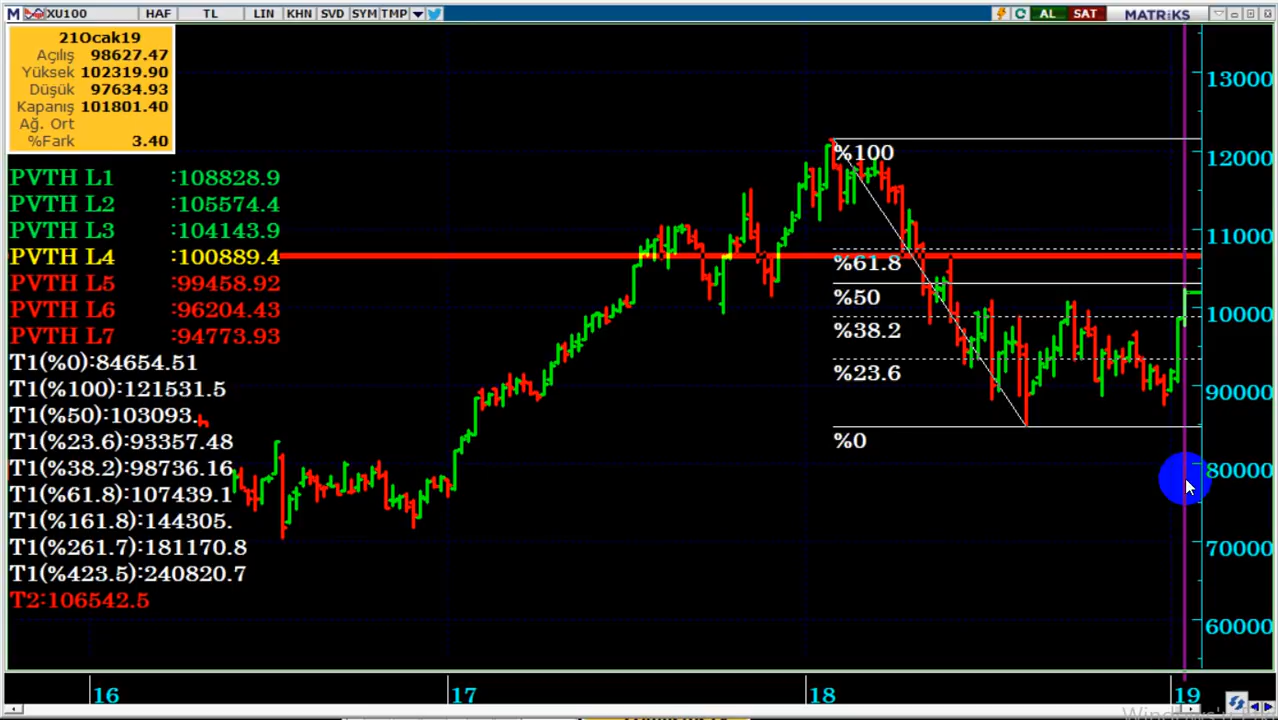 M XU100 HAF TL LIN KHN SVD SYM TMP AL SAT MATRİKS
21Ocak19
Açılış 98627.47
Yüksek 102319.90
Düşük 97634.93
Kapanış 101801.40
Ağ. Ort
%Fark 3.40
PVTH L1 :108828.9
PVTH L2 :105574.4
PVTH L3 :104143.9
PVTH L4 :100889.4
PVTH L5 :99458.92
PVTH L6 :96204.43
PVTH L7 :94773.93
T1(%0):84654.51
T1(%100):121531.5
T1(%50):103093.
T1(%23.6):93357.48
T1(%38.2):98736.16
T1(%61.8):107439.1
T1(%161.8):144305.
T1(%261.7):181170.8
T1(%423.5):240820.7
T2:106542.5
%100
%61.8
%50
%38.2
%23.6
%0
13000
12000
11000
10000
90000
80000
70000
60000
16 17 18 19